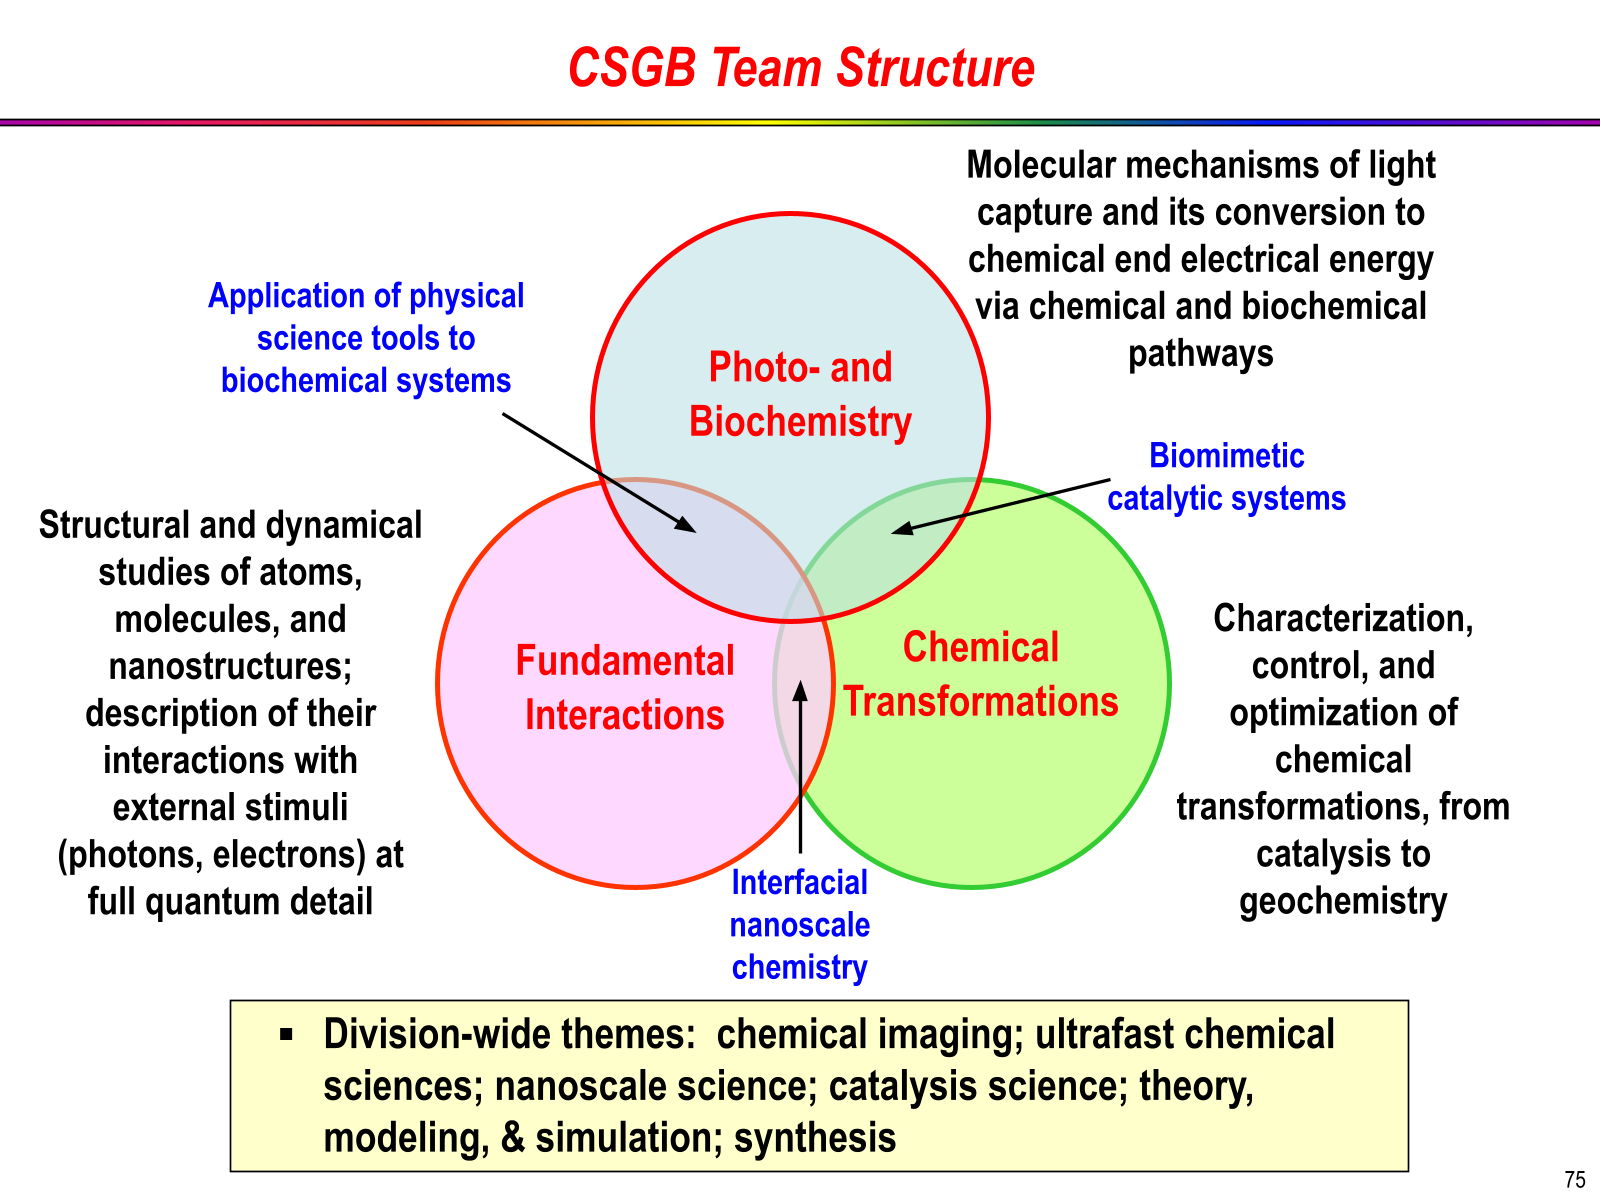 CSGB Team Structure
Molecular mechanisms of light
capture and its conversion to
chemical end electrical energy
via chemical and biochemical
pathways
Application of physical
science tools to
biochemical systems
Photo- and
Biochemistry
Biomimetic
catalytic systems
Structural and dynamical
studies of atoms,
molecules, and
nanostructures;
description of their
interactions with
external stimuli
(photons, electrons) at
full quantum detail
Fundamental
Interactions
Chemical
Transformations
Characterization,
control, and
optimization of
chemical
transformations, from
catalysis to
geochemistry
Interfacial
nanoscale
chemistry
▪ Division-wide themes:  chemical imaging; ultrafast chemical
sciences; nanoscale science; catalysis science; theory,
modeling, & simulation; synthesis
75